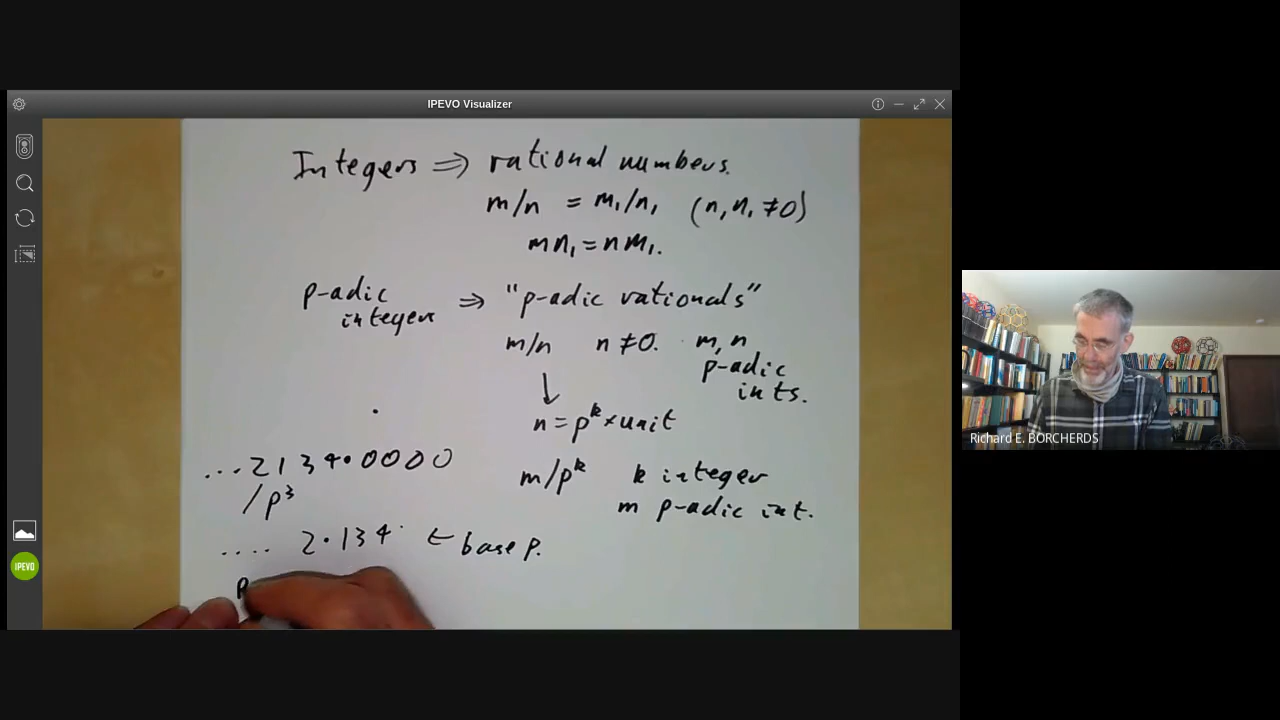 IPEVO Visualizer
Integers ⇒ rational numbers.
m/n = m₁/n₁ (n, n₁ ≠ 0)
mn₁ = nm₁.
p-adic integers ⇒ "p-adic rationals"
m/n n ≠ 0. m, n
p-adic
ints.
↓
n = pᵏ × unit
...2134.0000
m/pᵏ k integer
/p³
m p-adic int.
.... 2.134 ← base p.
p
Richard E. BORCHERDS
IPEVO